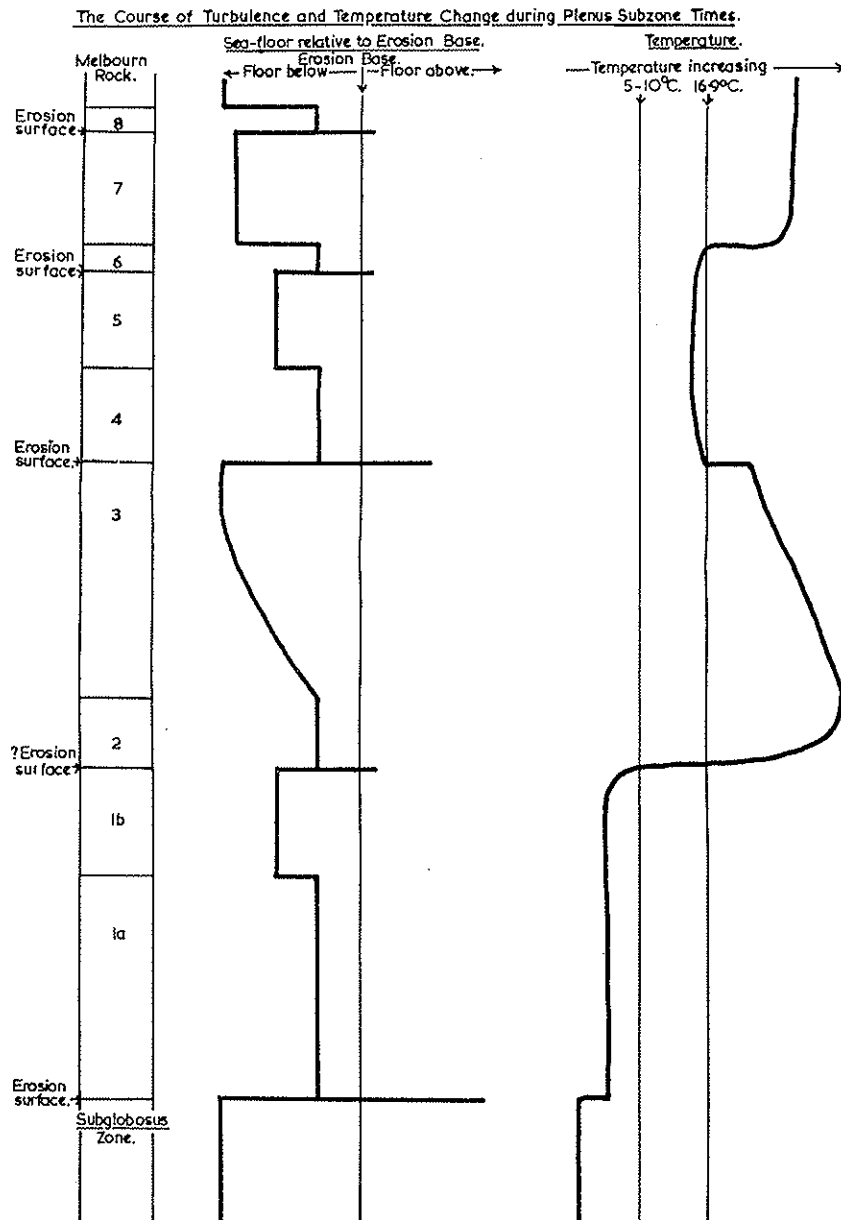 The Course of Turbulence and Temperature Change during Plenus Subzone Times.
Sea-floor relative to Erosion Base.
Temperature.
Melbourn
Rock.
Erosion Base.
Floor below
Floor above.
Temperature increasing
5-10°C. 16·9°C.
Erosion
surface
8
7
Erosion
surface
6
5
4
Erosion
surface.
3
2
?Erosion
surface
1b
1a
Erosion
surface.
Subglobosus
Zone.